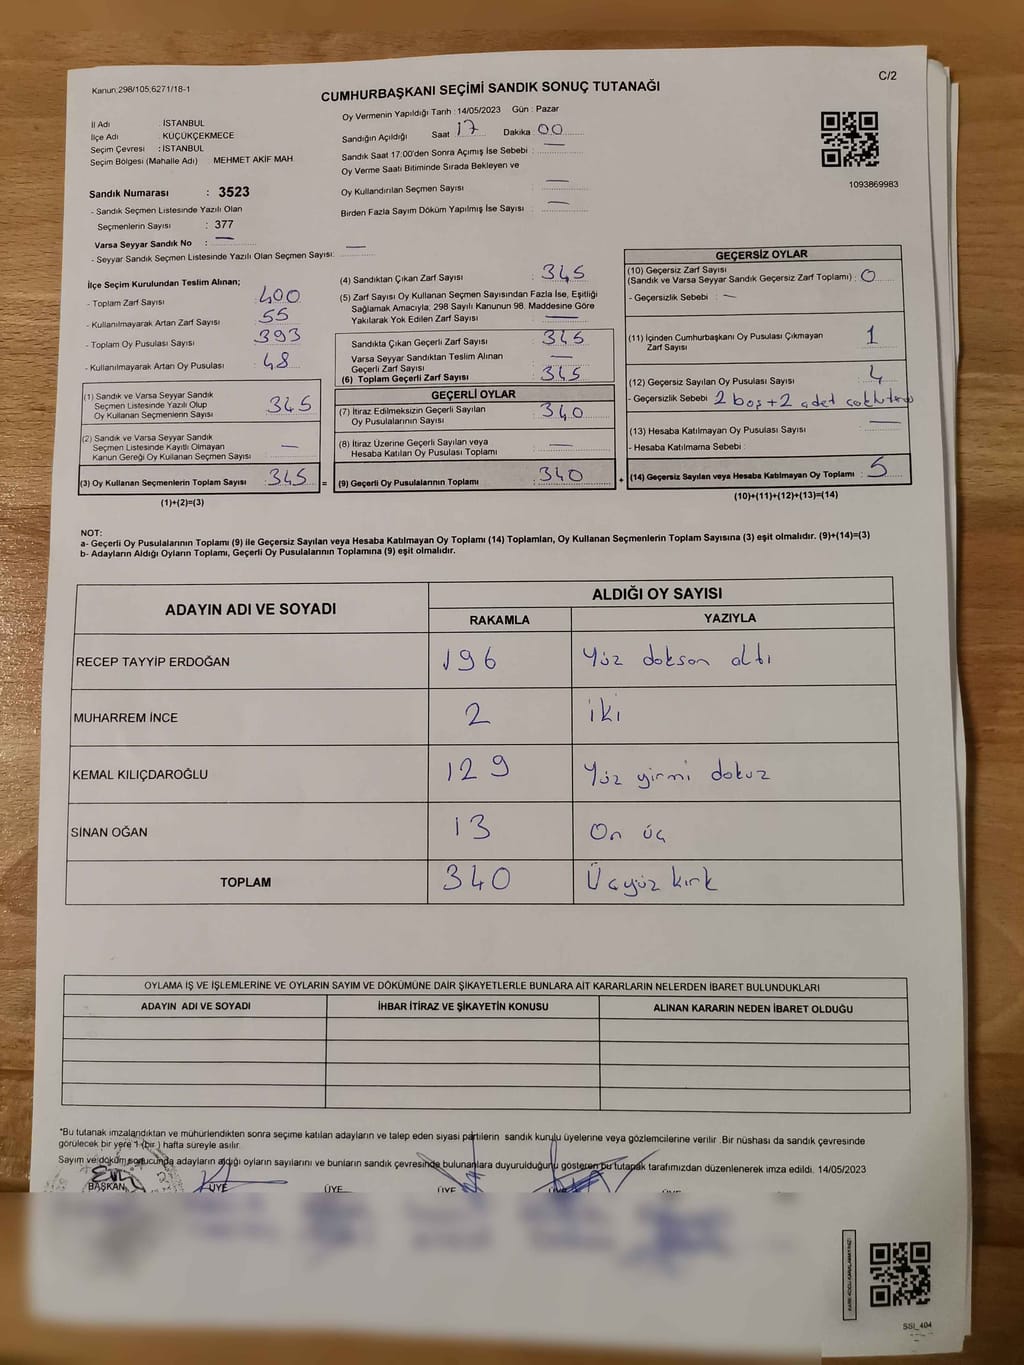 Kanun:298/105,6271/18-1
C/2
CUMHURBAŞKANI SEÇİMİ SANDIK SONUÇ TUTANAĞI
İl Adı : İSTANBUL
İlçe Adı : KÜÇÜKÇEKMECE
Seçim Çevresi : İSTANBUL
Seçim Bölgesi (Mahalle Adı) MEHMET AKİF MAH.
Sandık Numarası : 3523
- Sandık Seçmen Listesinde Yazılı Olan
Seçmenlerin Sayısı : 377
Varsa Seyyar Sandık No : —
- Seyyar Sandık Seçmen Listesinde Yazılı Olan Seçmen Sayısı: —
Oy Vermenin Yapıldığı Tarih : 14/05/2023 Gün : Pazar
Sandığın Açıldığı Saat 17 Dakika 00
Sandık Saat 17:00'den Sonra Açımış İse Sebebi : —
Oy Verme Saati Bitiminde Sırada Bekleyen ve
Oy Kullandırılan Seçmen Sayısı : —
Birden Fazla Sayım Döküm Yapılmış İse Sayısı : —
1093869983
İlçe Seçim Kurulundan Teslim Alınan;
- Toplam Zarf Sayısı : 400
- Kullanılmayarak Artan Zarf Sayısı : 55
- Toplam Oy Pusulası Sayısı : 393
- Kullanılmayarak Artan Oy Pusulası : 48
(1) Sandık ve Varsa Seyyar Sandık
Seçmen Listesinde Yazılı Olup
Oy Kullanan Seçmenlerin Sayısı : 345
(2) Sandık ve Varsa Seyyar Sandık
Seçmen Listesinde Kayıtlı Olmayan
Kanun Gereği Oy Kullanan Seçmen Sayısı : —
(3) Oy Kullanan Seçmenlerin Toplam Sayısı : 345 =
(1)+(2)=(3)
(4) Sandıktan Çıkan Zarf Sayısı : 345
(5) Zarf Sayısı Oy Kullanan Seçmen Sayısından Fazla İse, Eşitliği
Sağlamak Amacıyla; 298 Sayılı Kanunun 98. Maddesine Göre
Yakılarak Yok Edilen Zarf Sayısı : —
Sandıkta Çıkan Geçerli Zarf Sayısı : 345
Varsa Seyyar Sandıktan Teslim Alınan
Geçerli Zarf Sayısı : —
(6) Toplam Geçerli Zarf Sayısı : 345
GEÇERLİ OYLAR
(7) İtiraz Edilmeksizin Geçerli Sayılan
Oy Pusulalarının Sayısı : 340
(8) İtiraz Üzerine Geçerli Sayılan veya
Hesaba Katılan Oy Pusulası Toplamı : —
(9) Geçerli Oy Pusulalarının Toplamı : 340 +
GEÇERSİZ OYLAR
(10) Geçersiz Zarf Sayısı
(Sandık ve Varsa Seyyar Sandık Geçersiz Zarf Toplamı) : 0
- Geçersizlik Sebebi : —
(11) İçinden Cumhurbaşkanı Oy Pusulası Çıkmayan
Zarf Sayısı : 1
(12) Geçersiz Sayılan Oy Pusulası Sayısı : 4
- Geçersizlik Sebebi 2 boş + 2 adet
(13) Hesaba Katılmayan Oy Pusulası Sayısı : —
- Hesaba Katılmama Sebebi :
(14) Geçersiz Sayılan veya Hesaba Katılmayan Oy Toplamı : 5
(10)+(11)+(12)+(13)=(14)
NOT:
a- Geçerli Oy Pusulalarının Toplamı (9) ile Geçersiz Sayılan veya Hesaba Katılmayan Oy Toplamı (14) Toplamları, Oy Kullanan Seçmenlerin Toplam Sayısına (3) eşit olmalıdır. (9)+(14)=(3)
b- Adayların Aldığı Oyların Toplamı, Geçerli Oy Pusulalarının Toplamına (9) eşit olmalıdır.
ADAYIN ADI VE SOYADI ALDIĞI OY SAYISI
RAKAMLA YAZIYLA
RECEP TAYYİP ERDOĞAN 196 Yüz dokson altı
MUHARREM İNCE 2 iki
KEMAL KILIÇDAROĞLU 129 Yüz yirmi dokuz
SİNAN OĞAN 13 On üç
TOPLAM 340 Üçyüz kırk
OYLAMA İŞ VE İŞLEMLERİNE VE OYLARIN SAYIM VE DÖKÜMÜNE DAİR ŞİKAYETLERLE BUNLARA AİT KARARLARIN NELERDEN İBARET BULUNDUKLARI
ADAYIN ADI VE SOYADI İHBAR İTİRAZ VE ŞİKAYETİN KONUSU ALINAN KARARIN NEDEN İBARET OLDUĞU
*Bu tutanak imzalandıktan ve mühürlendikten sonra seçime katılan adayların ve talep eden siyasi partilerin sandık kurulu üyelerine veya gözlemcilerine verilir .Bir nüshası da sandık çevresinde
görülecek bir yere 1 (bir ) hafta süreyle asılır.
Sayım ve döküm sonucunda adayların aldığı oyların sayılarını ve bunların sandık çevresinde bulunanlara duyurulduğunu gösteren bu tutanak tarafımızdan düzenlenerek imza edildi. 14/05/2023
BAŞKAN ÜYE ÜYE ÜYE
SSI_404